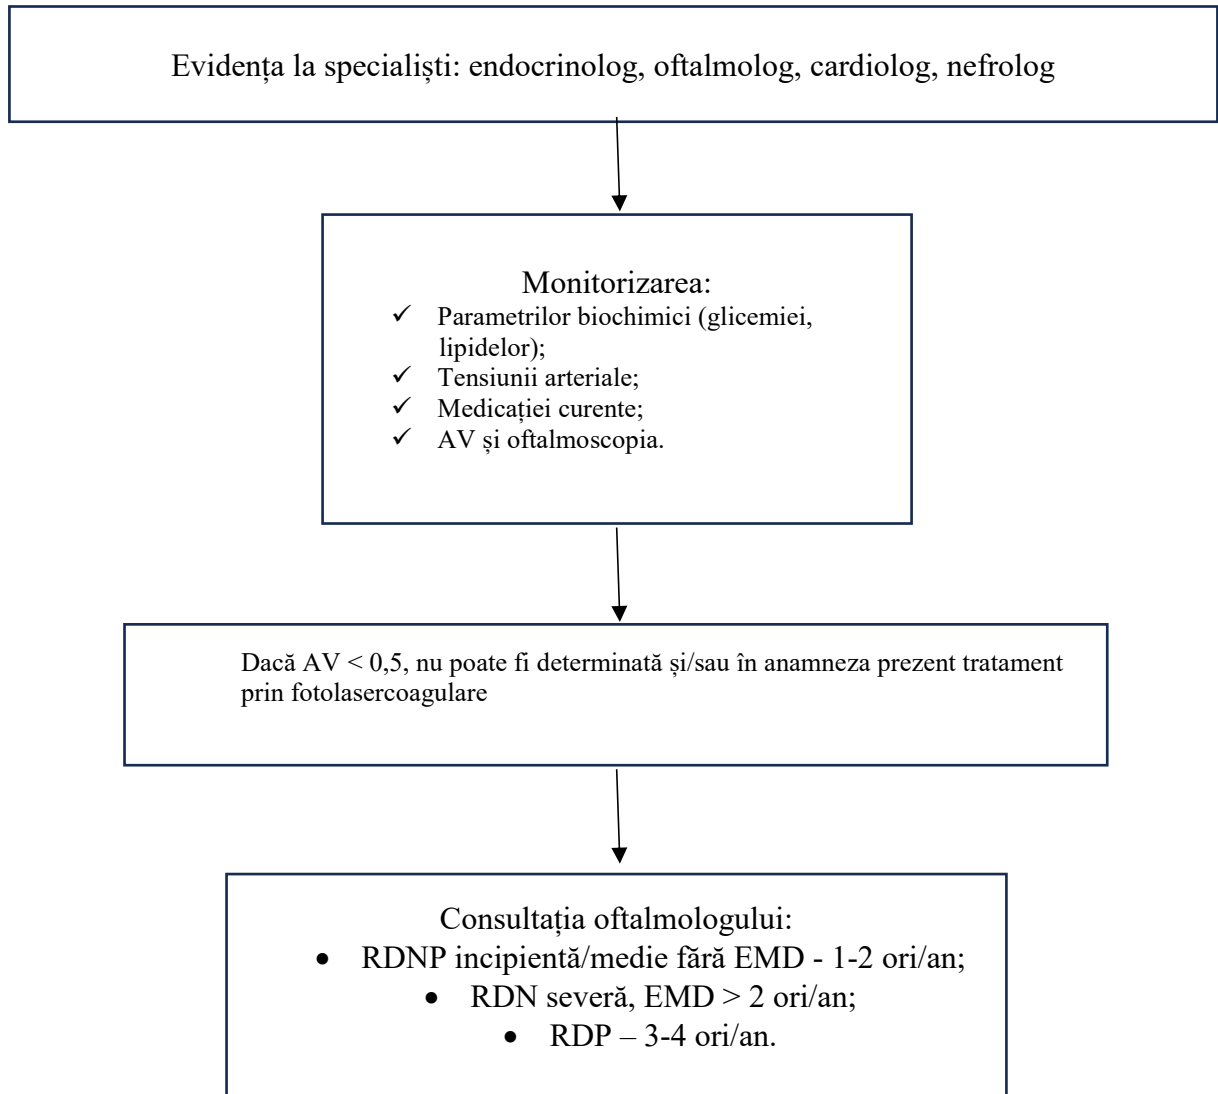 Evidența la specialiști: endocrinolog, oftalmolog, cardiolog, nefrolog
Monitorizarea:
✓ Parametrilor biochimici (glicemiei,
lipidelor);
✓ Tensiunii arteriale;
✓ Medicației curente;
✓ AV și oftalmoscopia.
Dacă AV < 0,5, nu poate fi determinată și/sau în anamneza prezent tratament
prin fotolasercoagulare
Consultația oftalmologului:
• RDNP incipientă/medie fără EMD - 1-2 ori/an;
• RDN severă, EMD > 2 ori/an;
• RDP – 3-4 ori/an.